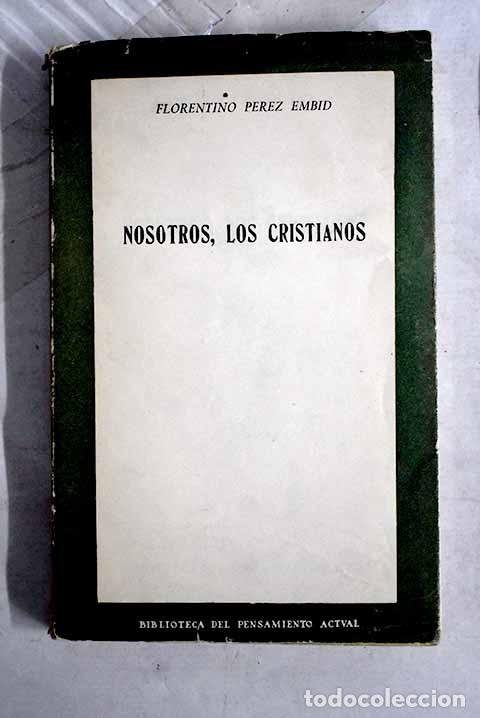 FLORENTINO PEREZ EMBID
NOSOTROS, LOS CRISTIANOS
BIBLIOTECA DEL PENSAMIENTO ACTVAL
todocoleccion